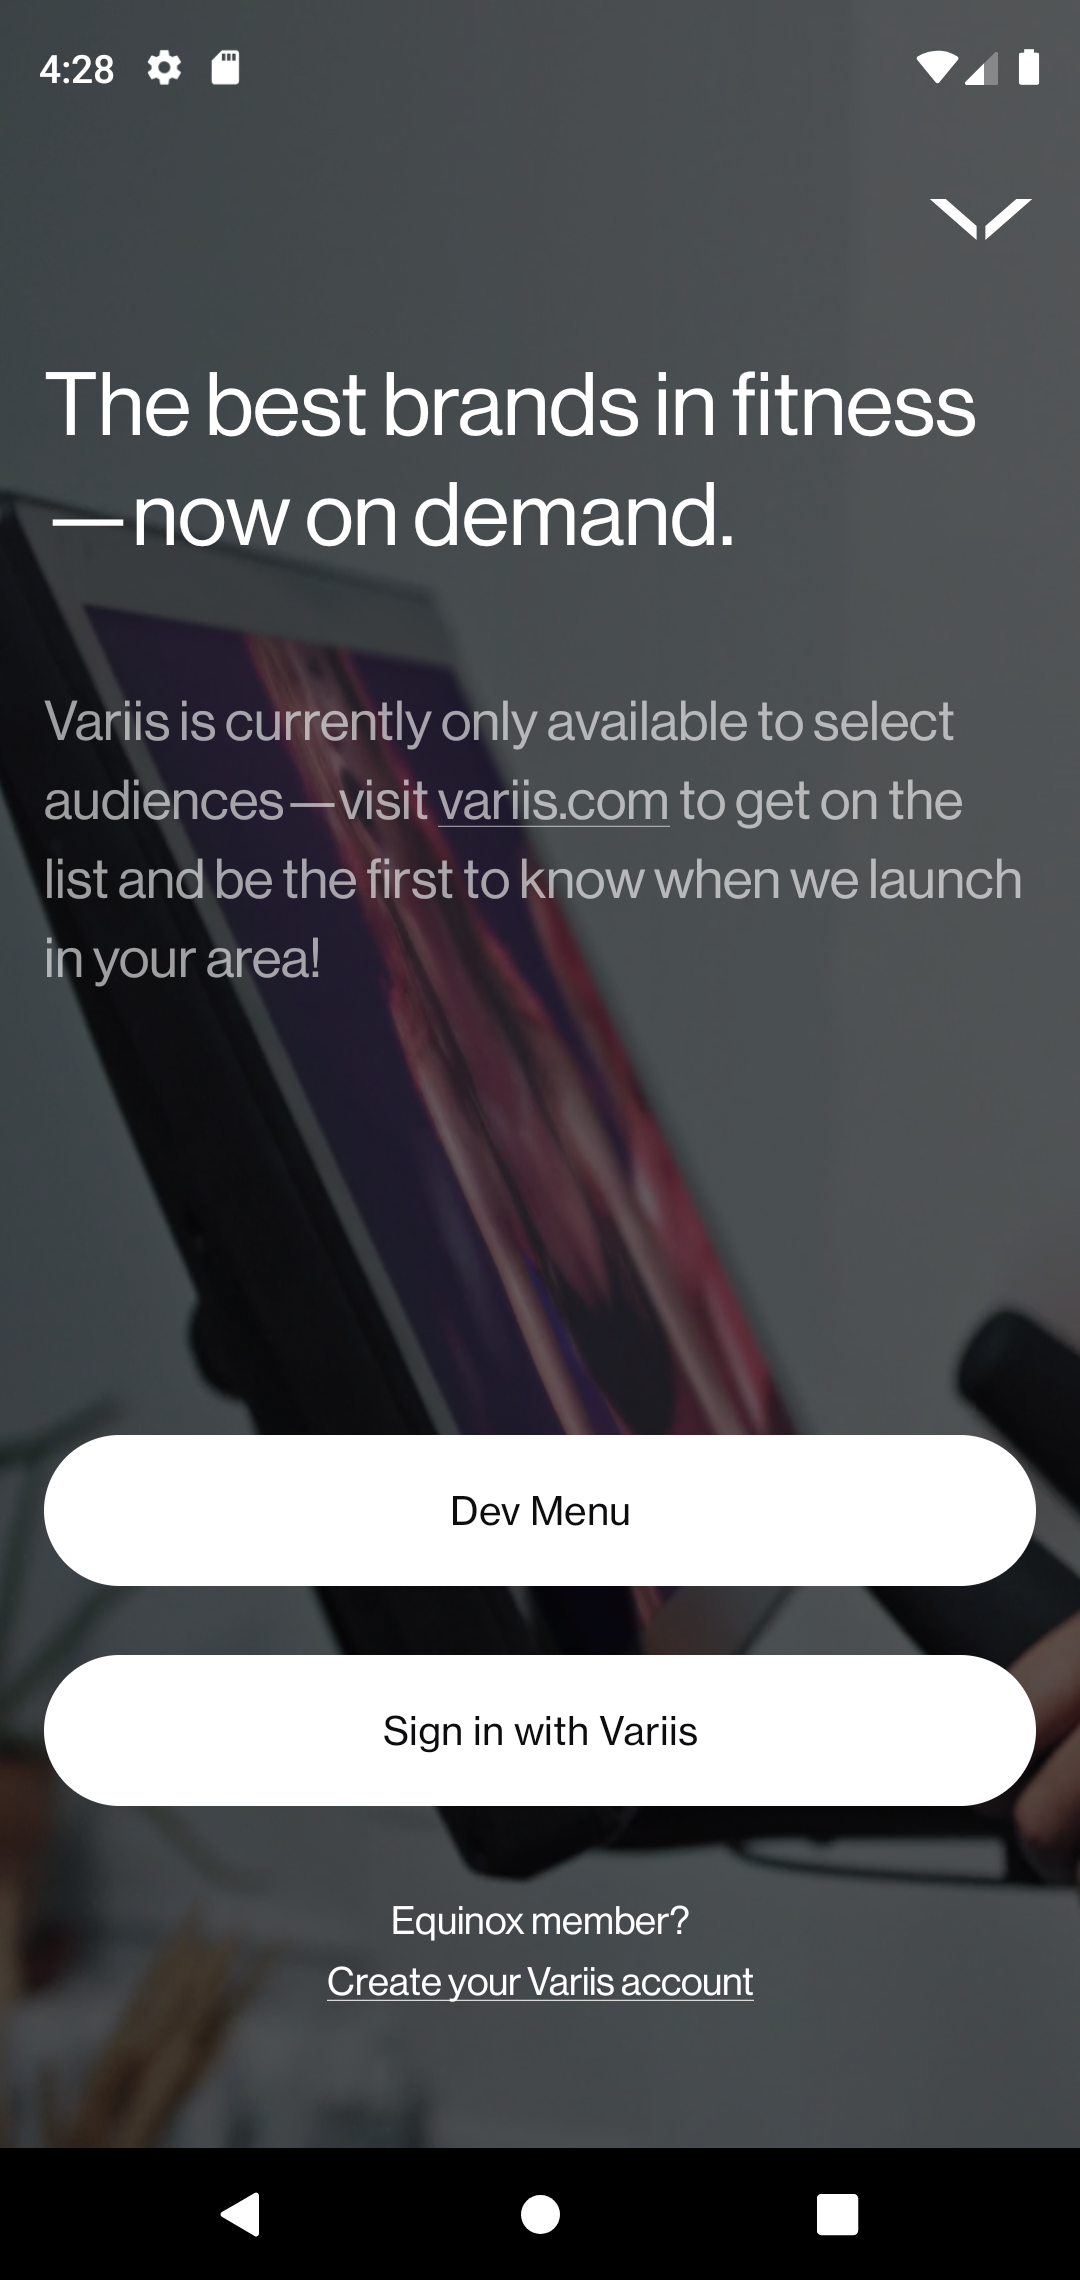 4:28
The best brands in fitness
—now on demand.
Variis is currently only available to select
audiences—visit variis.com to get on the
list and be the first to know when we launch
in your area!
Dev Menu
Sign in with Variis
Equinox member?
Create your Variis account